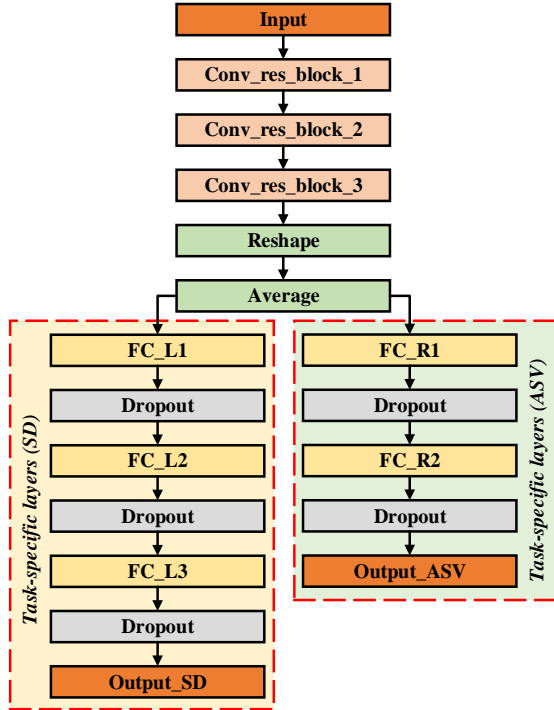 Input
Conv_res_block_1
Conv_res_block_2
Conv_res_block_3
Reshape
Average
Task-specific layers (SD)
FC_L1
Dropout
FC_L2
Dropout
FC_L3
Dropout
Output_SD
FC_R1
Dropout
FC_R2
Dropout
Output_ASV
Task-specific layers (ASV)